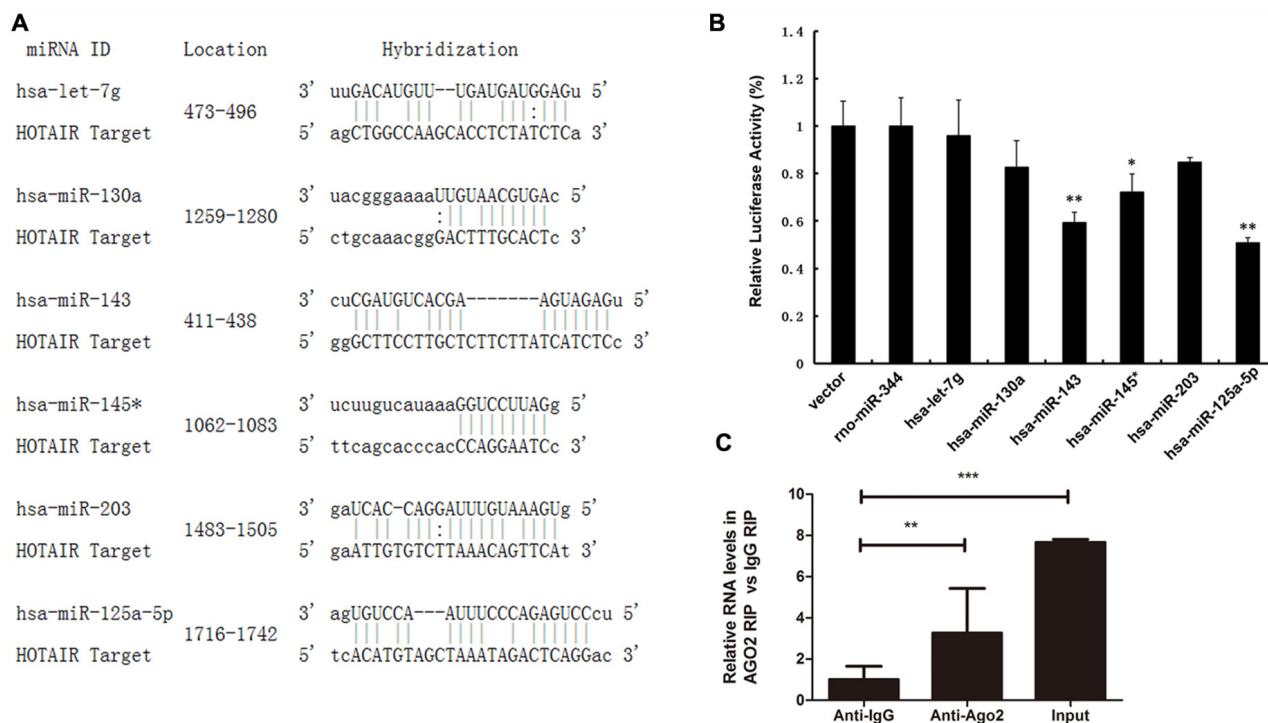 A
miRNA ID Location Hybridization
hsa-let-7g 3' uuGACAUGUU--UGAUGAUGGAGu 5'
473-496
HOTAIR Target 5' agCTGGCCAAGCACCTCTATCTCa 3'
hsa-miR-130a 3' uacgggaaaaUUGUAACGUGAc 5'
1259-1280
HOTAIR Target 5' ctgcaaacggGACTTTGCACTc 3'
hsa-miR-143 3' cuCGAUGUCACGA-------AGUAGAGu 5'
411-438
HOTAIR Target 5' ggGCTTCCTTGCTCTTCTTATCATCTCc 3'
hsa-miR-145* 3' ucuugucauaaaGGUCCUUAGg 5'
1062-1083
HOTAIR Target 5' ttcagcacccacCCAGGAATCc 3'
hsa-miR-203 3' gaUCAC-CAGGAUUUGUAAAGUg 5'
1483-1505
HOTAIR Target 5' gaATTGTGTCTTAAACAGTTCAt 3'
hsa-miR-125a-5p 3' agUGUCCA---AUUUCCCAGAGUCCcu 5'
1716-1742
HOTAIR Target 5' tcACATGTAGCTAAATAGACTCAGGac 3'
B
Relative Luciferase Activity (%)
1.4
1.2
1
0.8
0.6
0.4
0.2
0
**
*
**
vector
rno-miR-344
hsa-let-7g
hsa-miR-130a
hsa-miR-143
hsa-miR-145*
hsa-miR-203
hsa-miR-125a-5p
C
Relative RNA levels in
AGO2 RIP vs IgG RIP
10
8
6
4
2
0
***
**
Anti-IgG
Anti-Ago2
Input